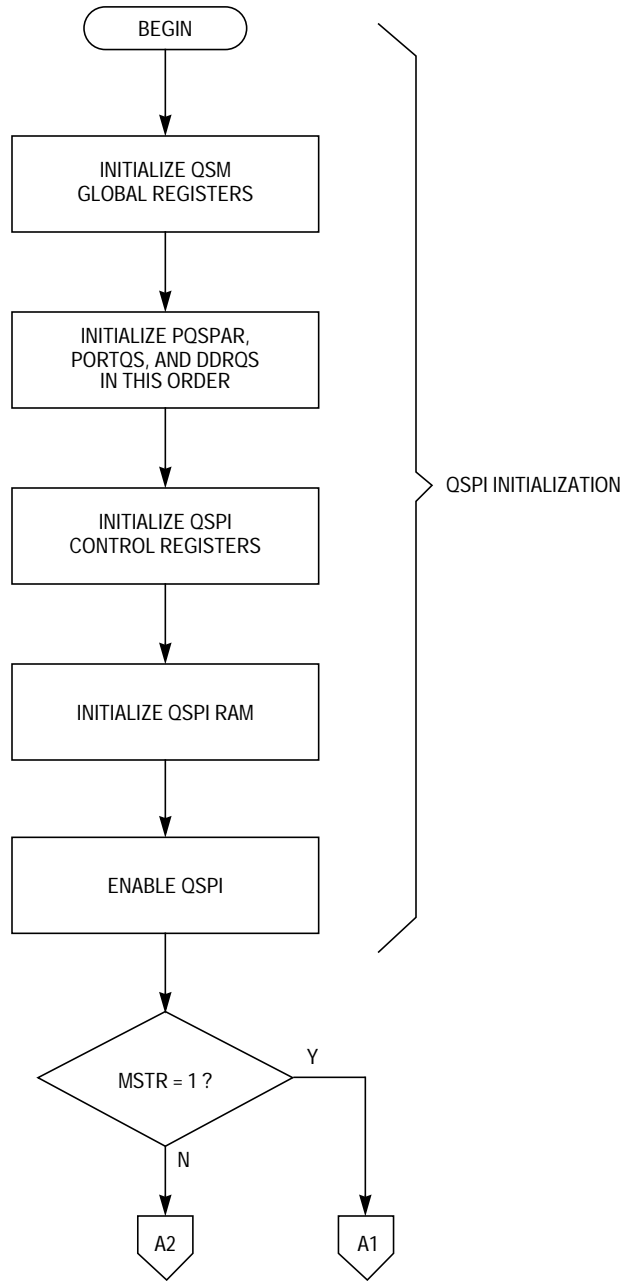 BEGIN
INITIALIZE QSM
GLOBAL REGISTERS
INITIALIZE PQSPAR,
PORTQS, AND DDRQS
IN THIS ORDER
INITIALIZE QSPI
CONTROL REGISTERS
QSPI INITIALIZATION
INITIALIZE QSPI RAM
ENABLE QSPI
MSTR = 1 ?
Y
N
A2
A1